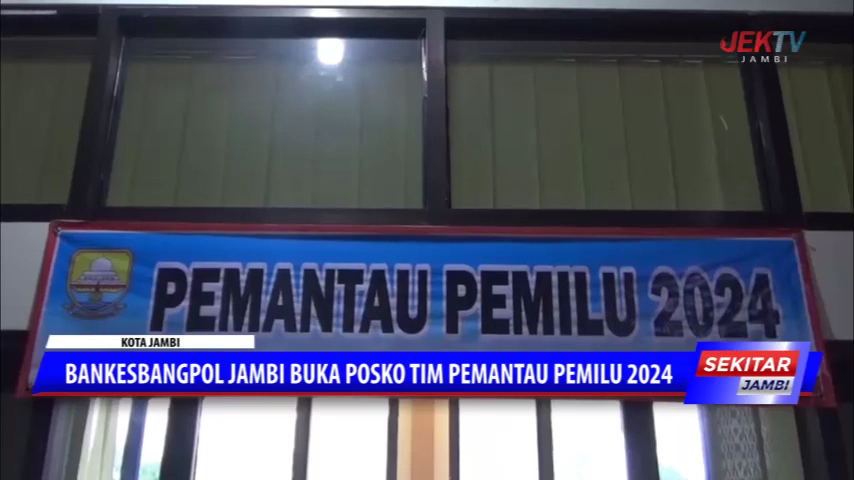 JEKTV
JAMBI
PEMANTAU PEMILU 2024
KOTA JAMBI
BANKESBANGPOL JAMBI BUKA POSKO TIM PEMANTAU PEMILU 2024
SEKITAR
JAMBI